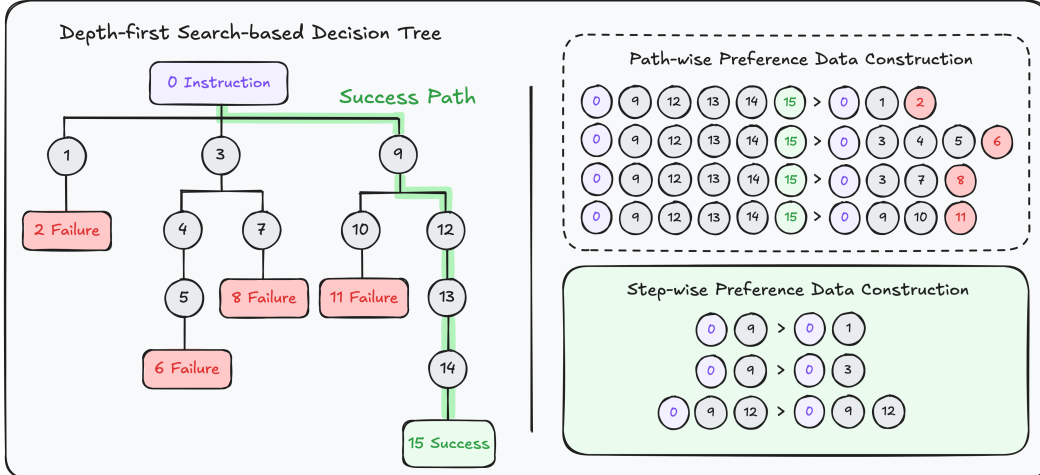 Depth-first Search-based Decision Tree
0 Instruction
Success Path
1
3
9
2 Failure
4
7
10
12
5
8 Failure
11 Failure
13
6 Failure
14
15 Success
Path-wise Preference Data Construction
0 9 12 13 14 15 > 0 1 2
0 9 12 13 14 15 > 0 3 4 5 6
0 9 12 13 14 15 > 0 3 7 8
0 9 12 13 14 15 > 0 9 10 11
Step-wise Preference Data Construction
0 9 > 0 1
0 9 > 0 3
0 9 12 > 0 9 12